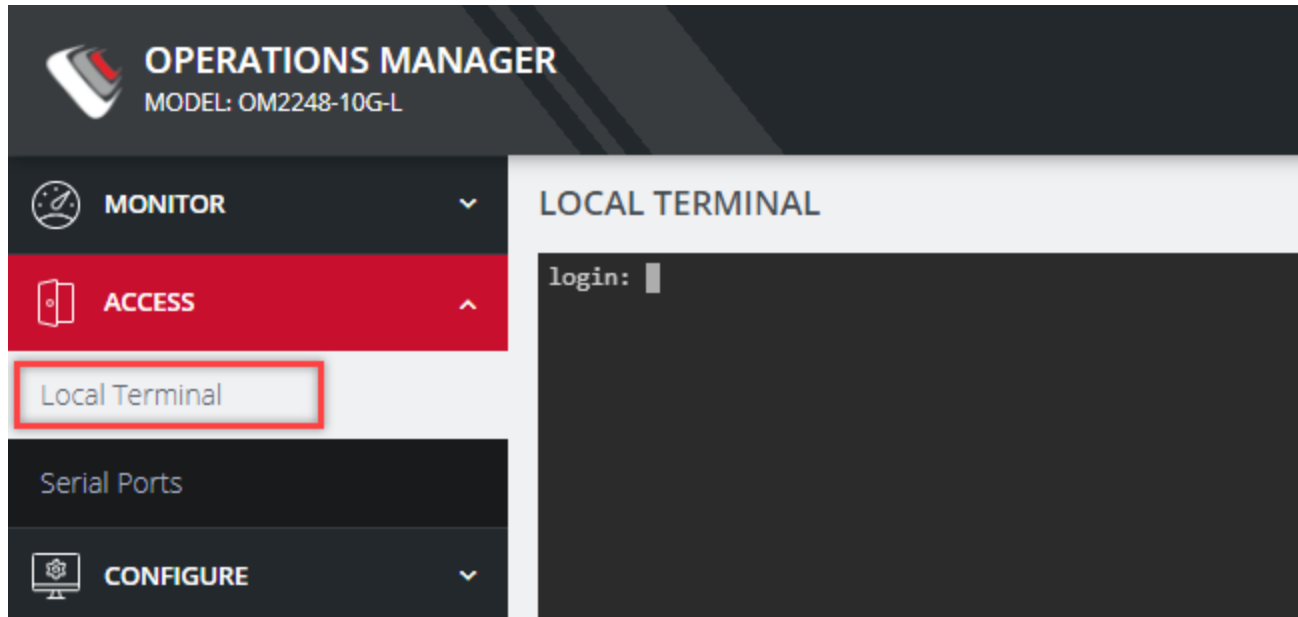 OPERATIONS MANAGER
MODEL: OM2248-10G-L
MONITOR
ACCESS
Local Terminal
Serial Ports
CONFIGURE
LOCAL TERMINAL
login: